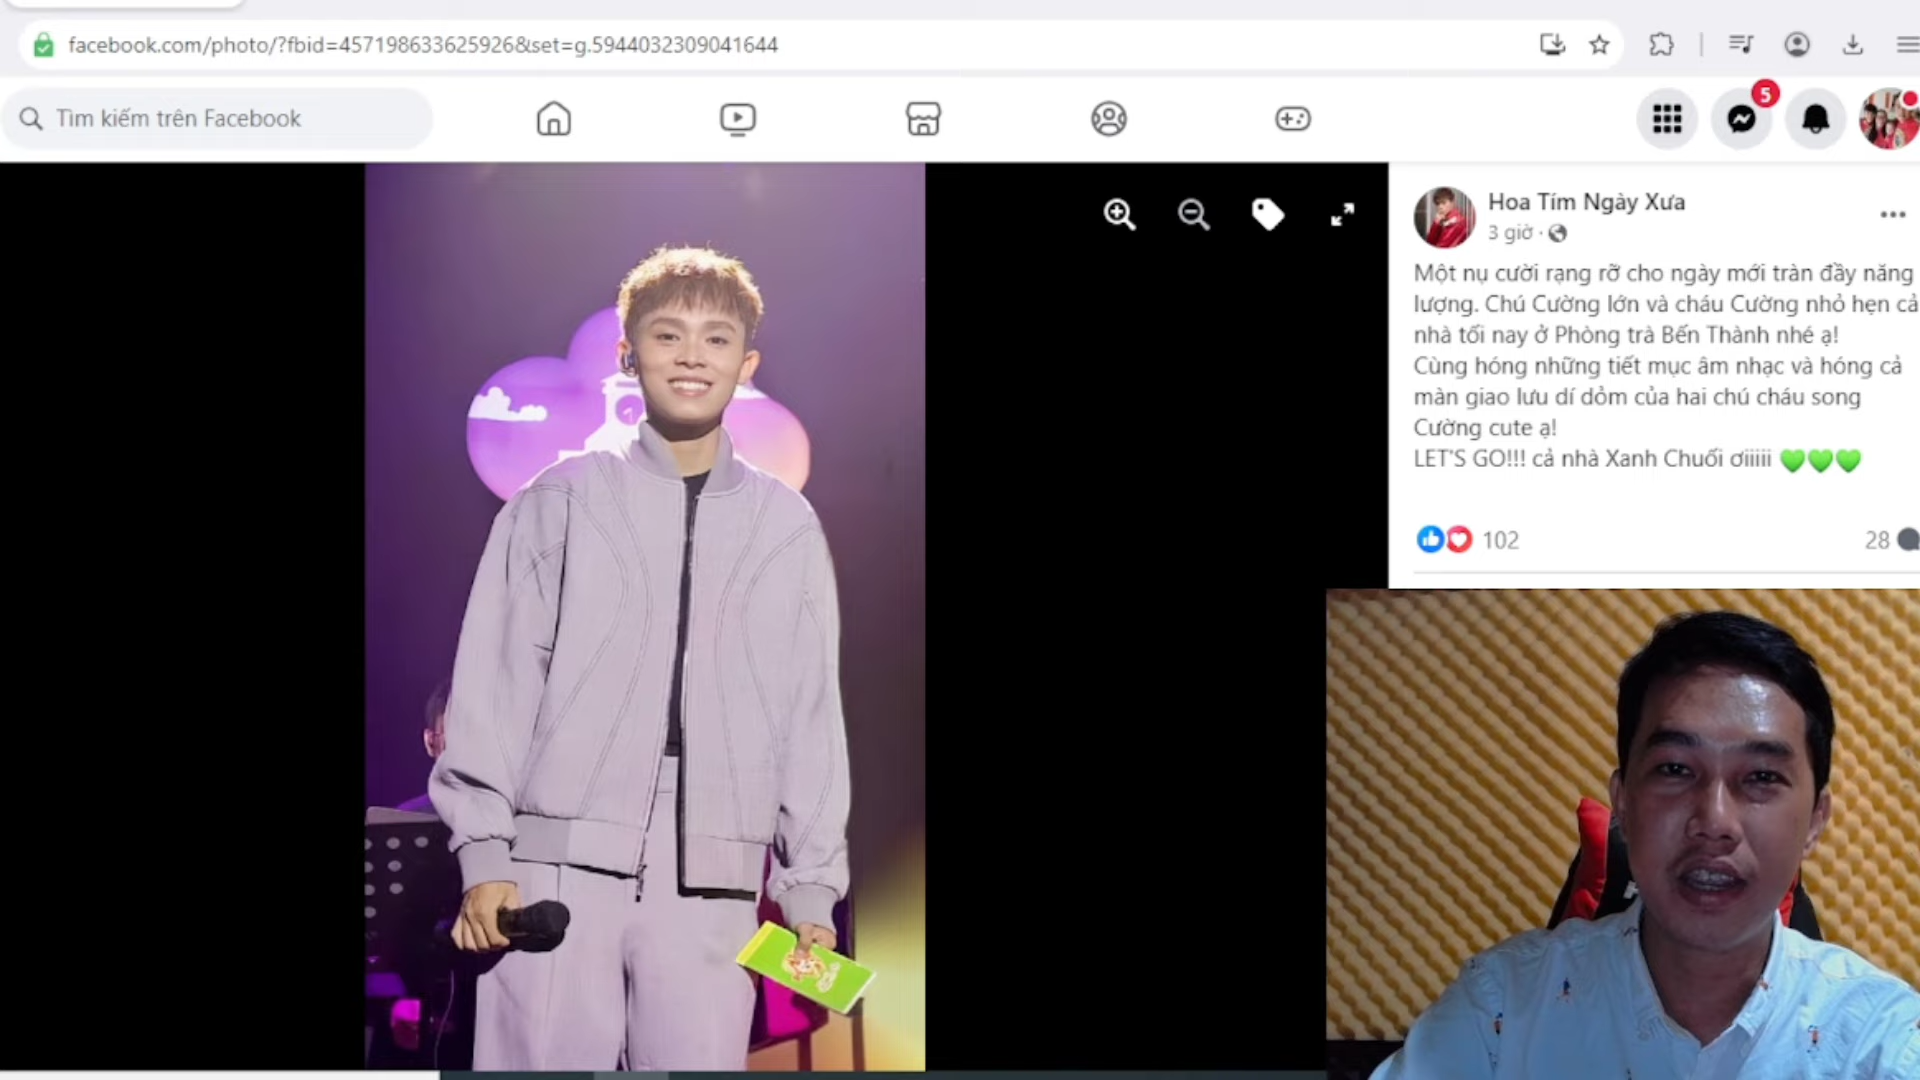 facebook.com/photo/?fbid=457198633625926&set=g.5944032309041644
Tìm kiếm trên Facebook
5
Hoa Tím Ngày Xưa
3 giờ ·
Một nụ cười rạng rỡ cho ngày mới tràn đầy năng
lượng. Chú Cường lớn và cháu Cường nhỏ hẹn cả
nhà tối nay ở Phòng trà Bến Thành nhé ạ!
Cùng hóng những tiết mục âm nhạc và hóng cả
màn giao lưu dí dỏm của hai chú cháu song
Cường cute ạ!
LET'S GO!!! cả nhà Xanh Chuối ơiiiii 💚💚💚
102
28